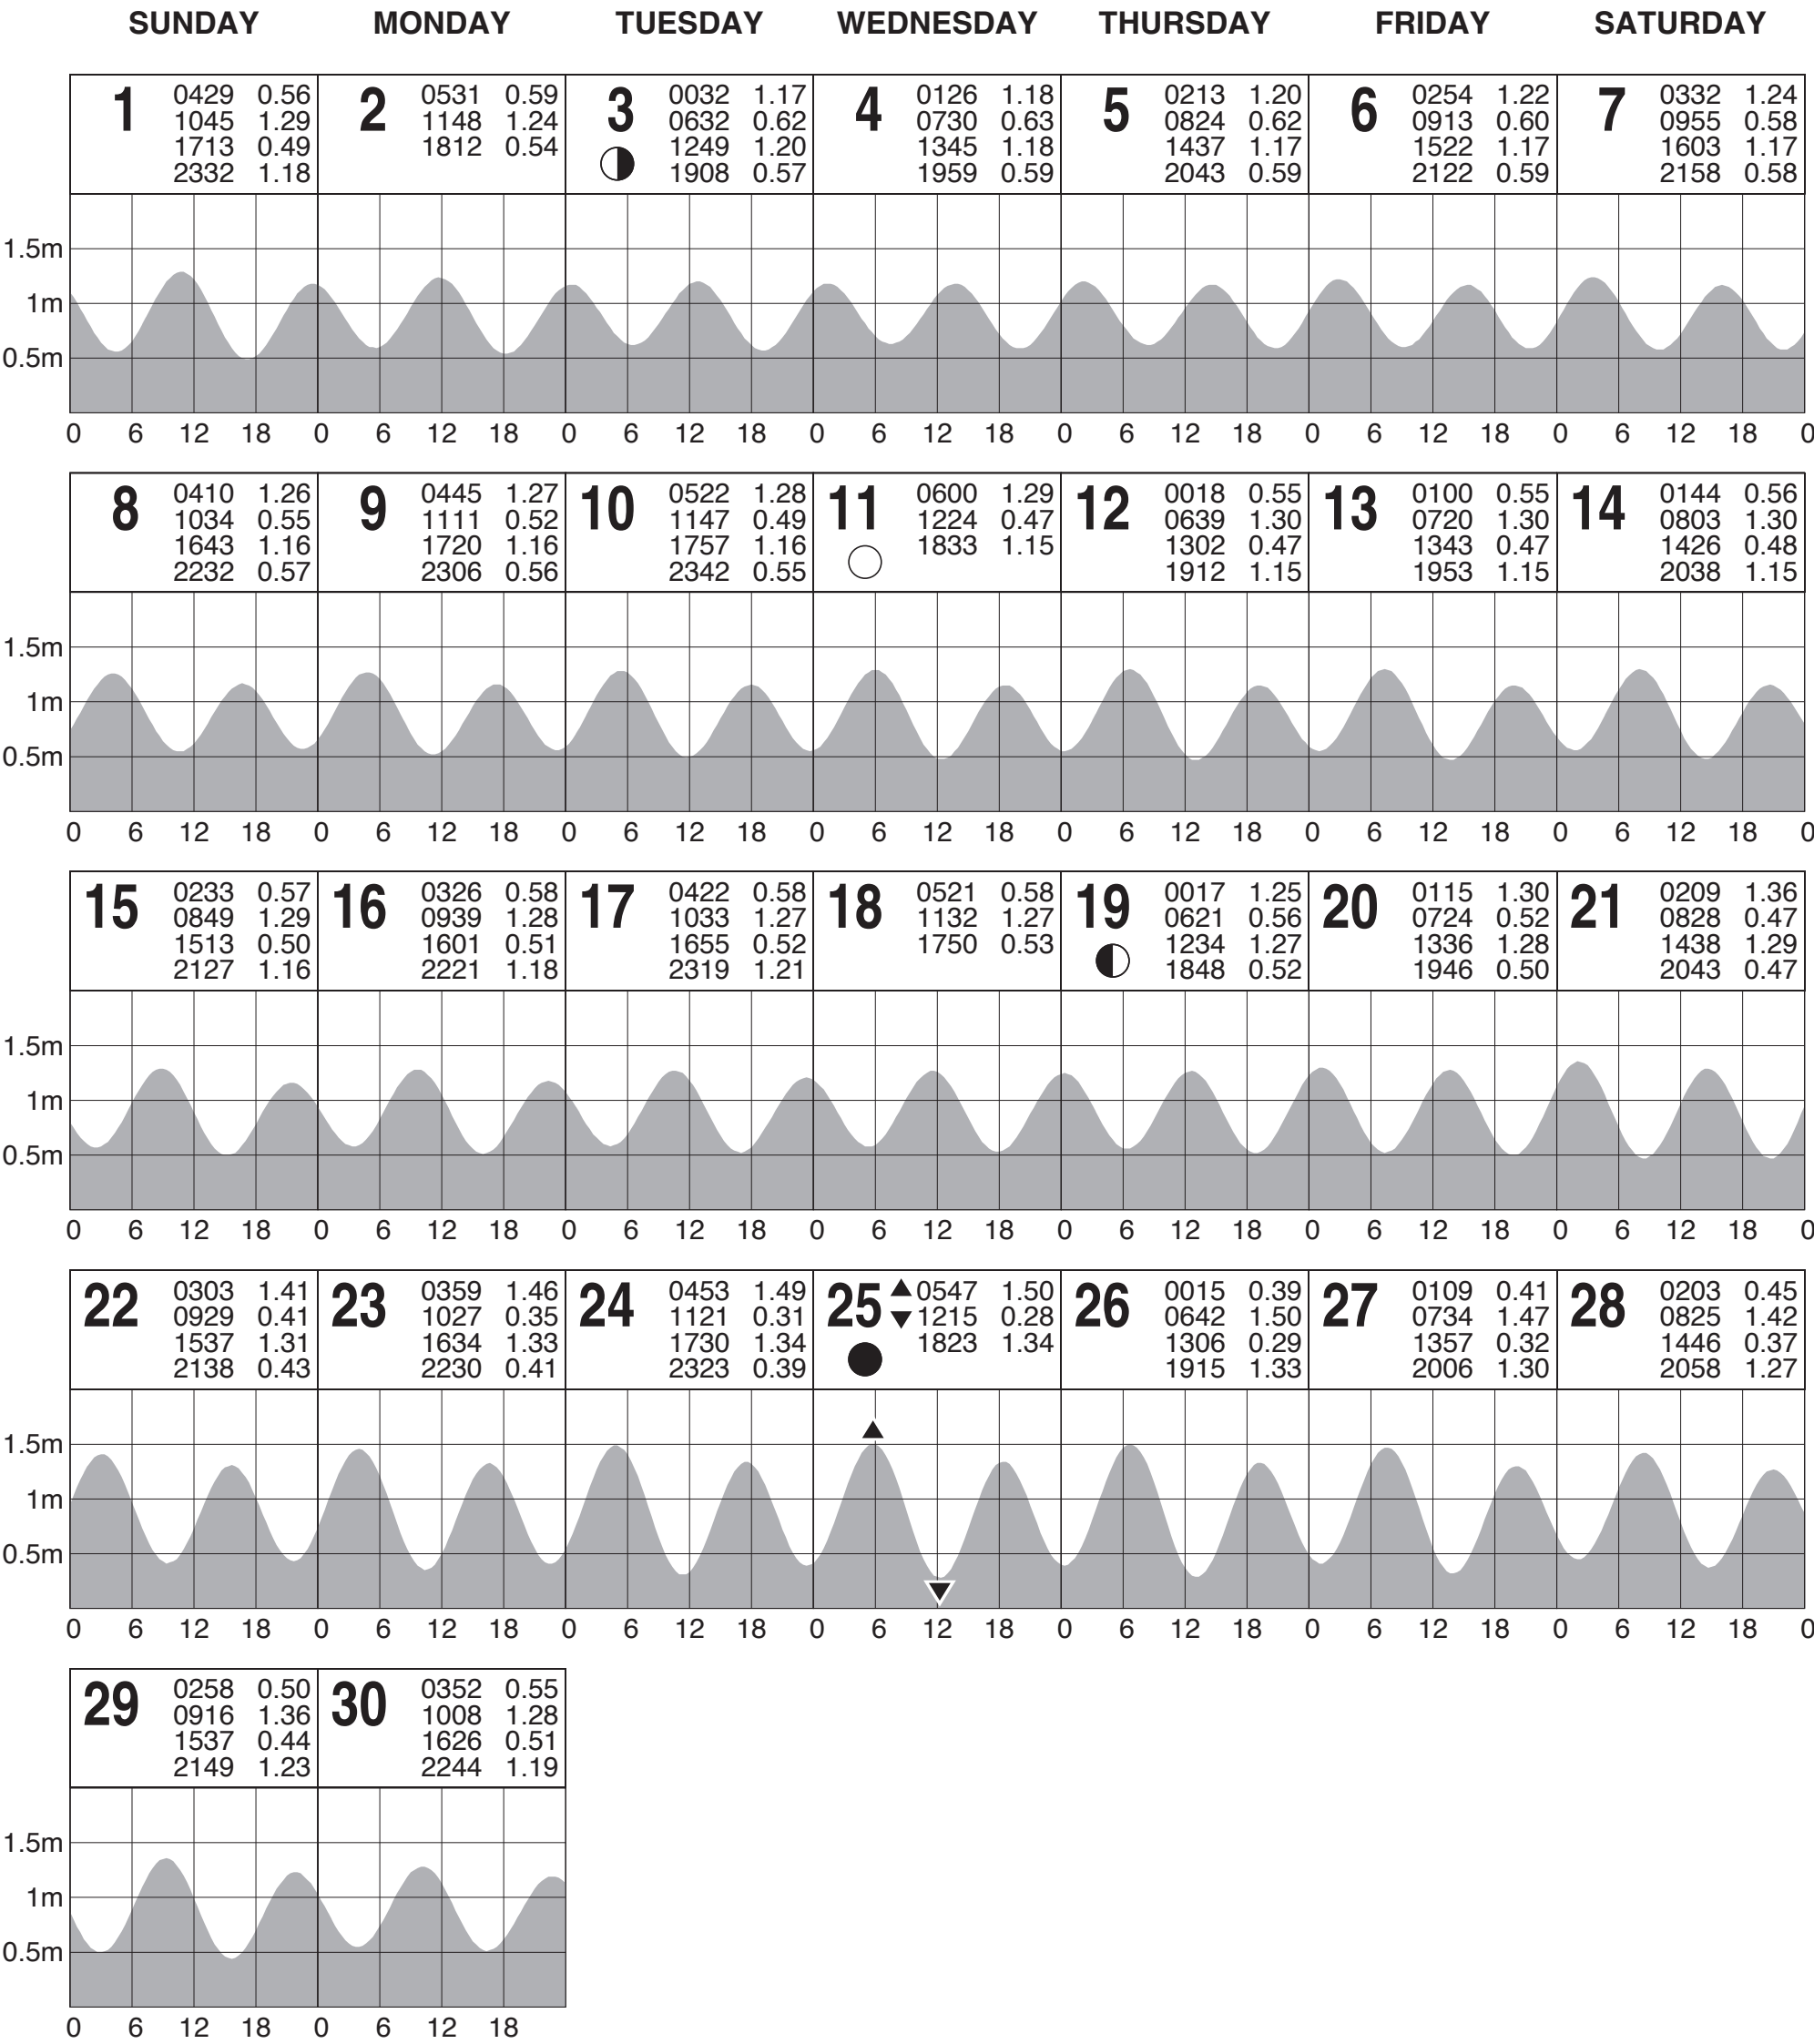 SUNDAY MONDAY TUESDAY WEDNESDAY THURSDAY FRIDAY SATURDAY
1 0429 0.56
1045 1.29
1713 0.49
2332 1.18
2 0531 0.59
1148 1.24
1812 0.54
3 0032 1.17
0632 0.62
1249 1.20
1908 0.57
4 0126 1.18
0730 0.63
1345 1.18
1959 0.59
5 0213 1.20
0824 0.62
1437 1.17
2043 0.59
6 0254 1.22
0913 0.60
1522 1.17
2122 0.59
7 0332 1.24
0955 0.58
1603 1.17
2158 0.58
1.5m
1m
0.5m
0 6 12 18 0 6 12 18 0 6 12 18 0 6 12 18 0 6 12 18 0 6 12 18 0 6 12 18 0
8 0410 1.26
1034 0.55
1643 1.16
2232 0.57
9 0445 1.27
1111 0.52
1720 1.16
2306 0.56
10 0522 1.28
1147 0.49
1757 1.16
2342 0.55
11 0600 1.29
1224 0.47
1833 1.15
12 0018 0.55
0639 1.30
1302 0.47
1912 1.15
13 0100 0.55
0720 1.30
1343 0.47
1953 1.15
14 0144 0.56
0803 1.30
1426 0.48
2038 1.15
1.5m
1m
0.5m
0 6 12 18 0 6 12 18 0 6 12 18 0 6 12 18 0 6 12 18 0 6 12 18 0 6 12 18 0
15 0233 0.57
0849 1.29
1513 0.50
2127 1.16
16 0326 0.58
0939 1.28
1601 0.51
2221 1.18
17 0422 0.58
1033 1.27
1655 0.52
2319 1.21
18 0521 0.58
1132 1.27
1750 0.53
19 0017 1.25
0621 0.56
1234 1.27
1848 0.52
20 0115 1.30
0724 0.52
1336 1.28
1946 0.50
21 0209 1.36
0828 0.47
1438 1.29
2043 0.47
1.5m
1m
0.5m
0 6 12 18 0 6 12 18 0 6 12 18 0 6 12 18 0 6 12 18 0 6 12 18 0 6 12 18 0
22 0303 1.41
0929 0.41
1537 1.31
2138 0.43
23 0359 1.46
1027 0.35
1634 1.33
2230 0.41
24 0453 1.49
1121 0.31
1730 1.34
2323 0.39
25 0547 1.50
1215 0.28
1823 1.34
26 0015 0.39
0642 1.50
1306 0.29
1915 1.33
27 0109 0.41
0734 1.47
1357 0.32
2006 1.30
28 0203 0.45
0825 1.42
1446 0.37
2058 1.27
1.5m
1m
0.5m
0 6 12 18 0 6 12 18 0 6 12 18 0 6 12 18 0 6 12 18 0 6 12 18 0 6 12 18 0
29 0258 0.50
0916 1.36
1537 0.44
2149 1.23
30 0352 0.55
1008 1.28
1626 0.51
2244 1.19
1.5m
1m
0.5m
0 6 12 18 0 6 12 18